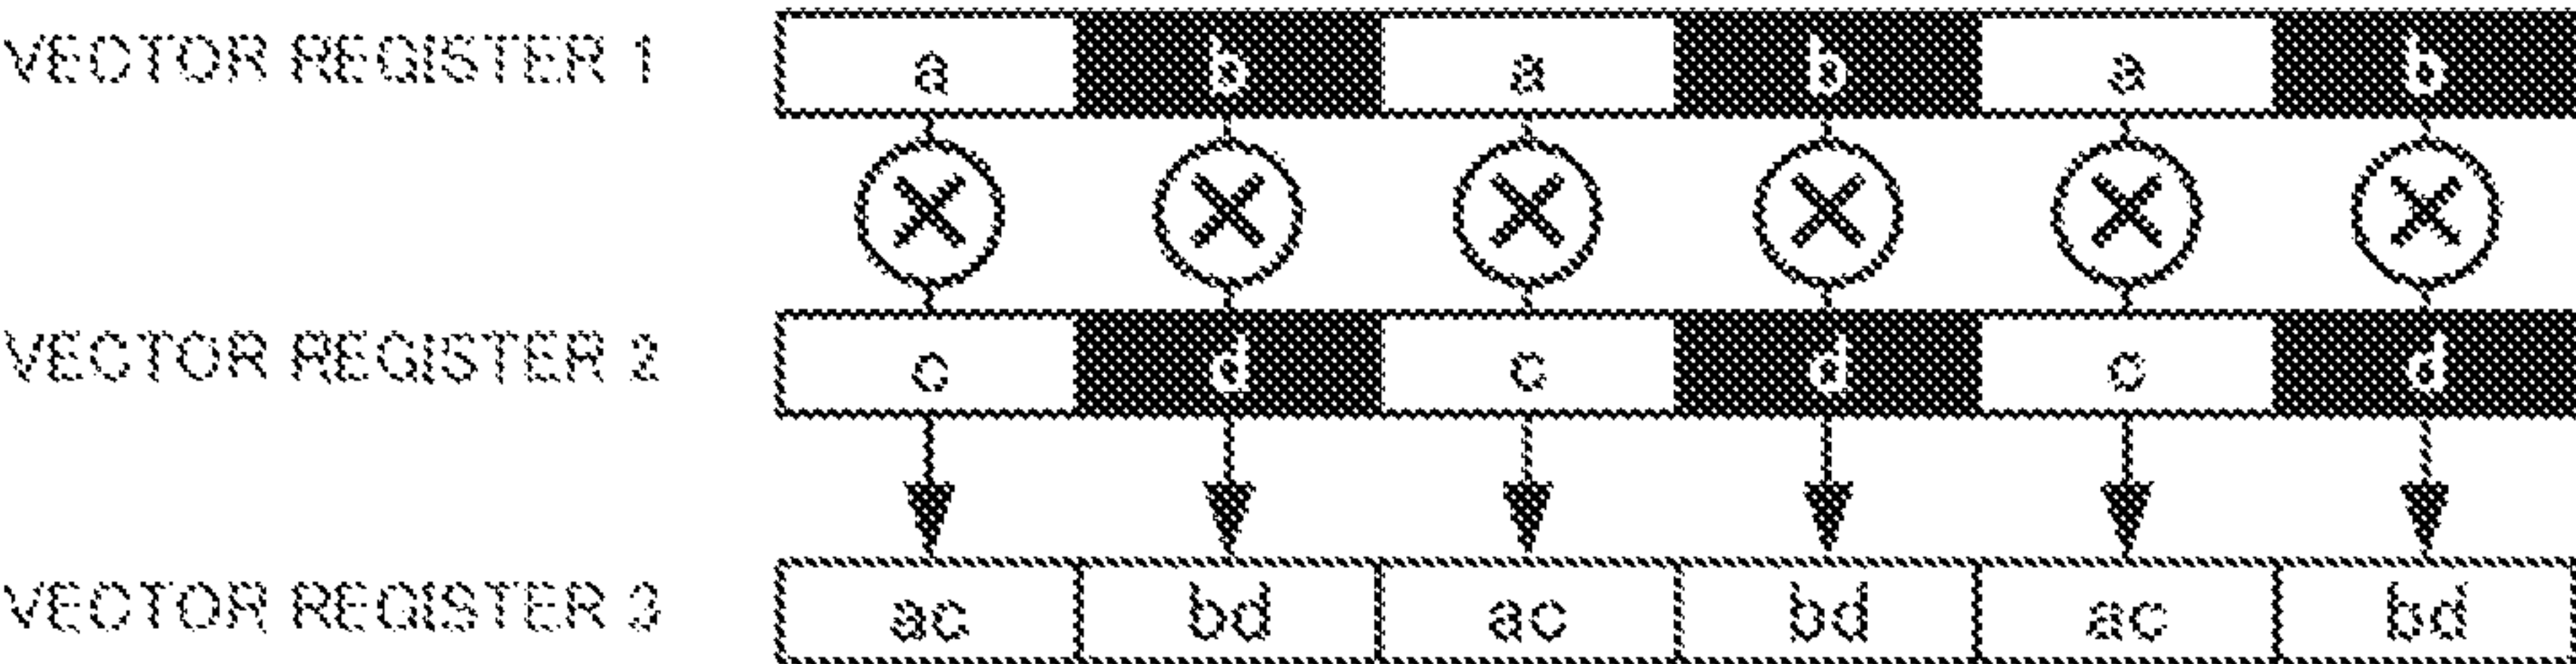 VECTOR REGISTER 1 a b a b a b
VECTOR REGISTER 2 c d c d c d
VECTOR REGISTER 3 ac bd ac bd ac bd